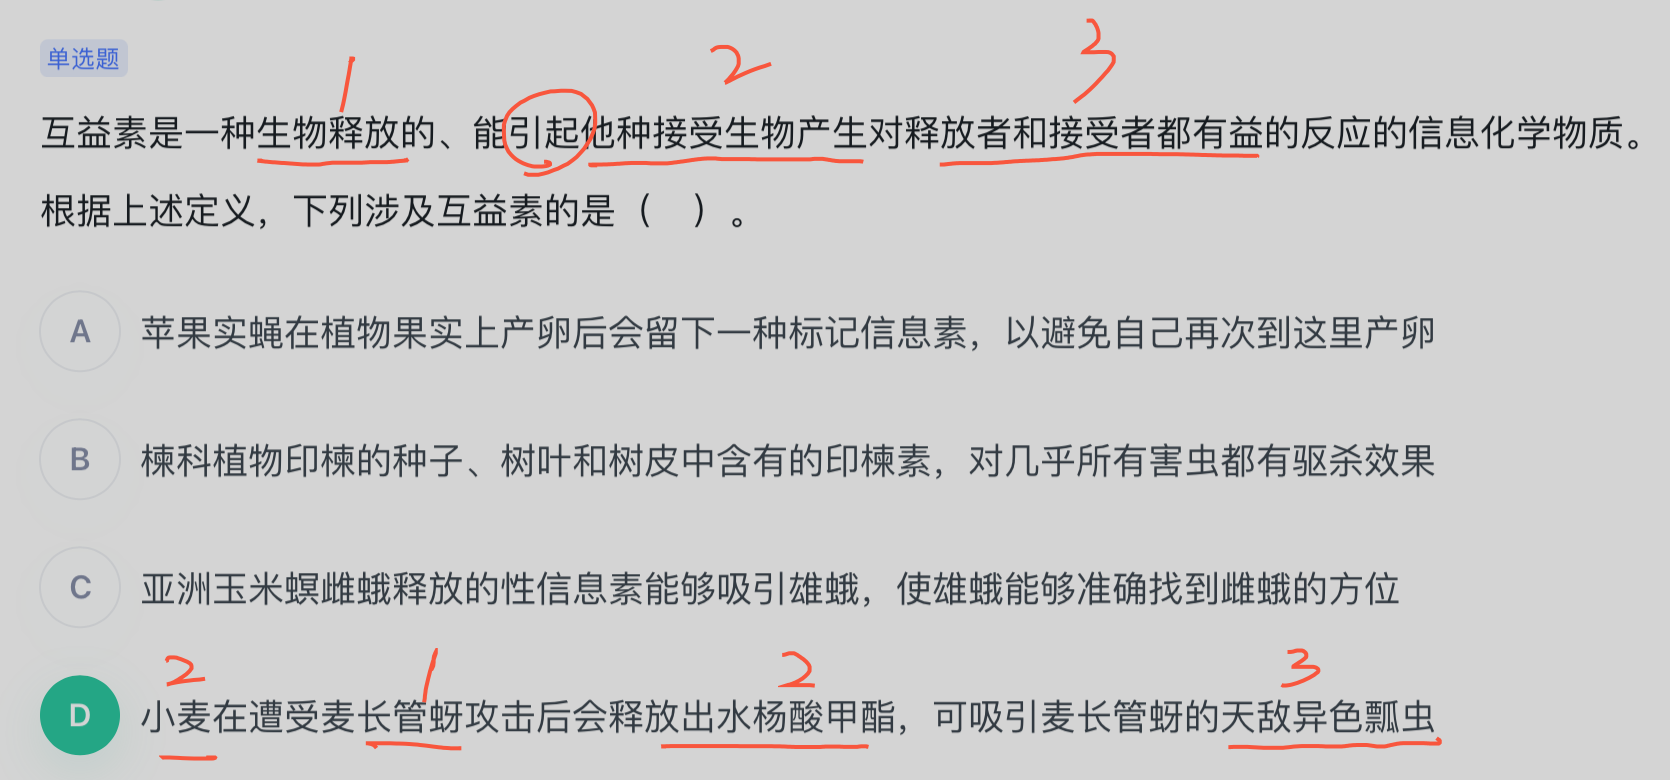 单选题
1 2 3
互益素是一种生物释放的、能引起他种接受生物产生对释放者和接受者都有益的反应的信息化学物质。
根据上述定义，下列涉及互益素的是（ ）。
A 苹果实蝇在植物果实上产卵后会留下一种标记信息素，以避免自己再次到这里产卵
B 楝科植物印楝的种子、树叶和树皮中含有的印楝素，对几乎所有害虫都有驱杀效果
C 亚洲玉米螟雌蛾释放的性信息素能够吸引雄蛾，使雄蛾能够准确找到雌蛾的方位
2 1 2 3
D 小麦在遭受麦长管蚜攻击后会释放出水杨酸甲酯，可吸引麦长管蚜的天敌异色瓢虫